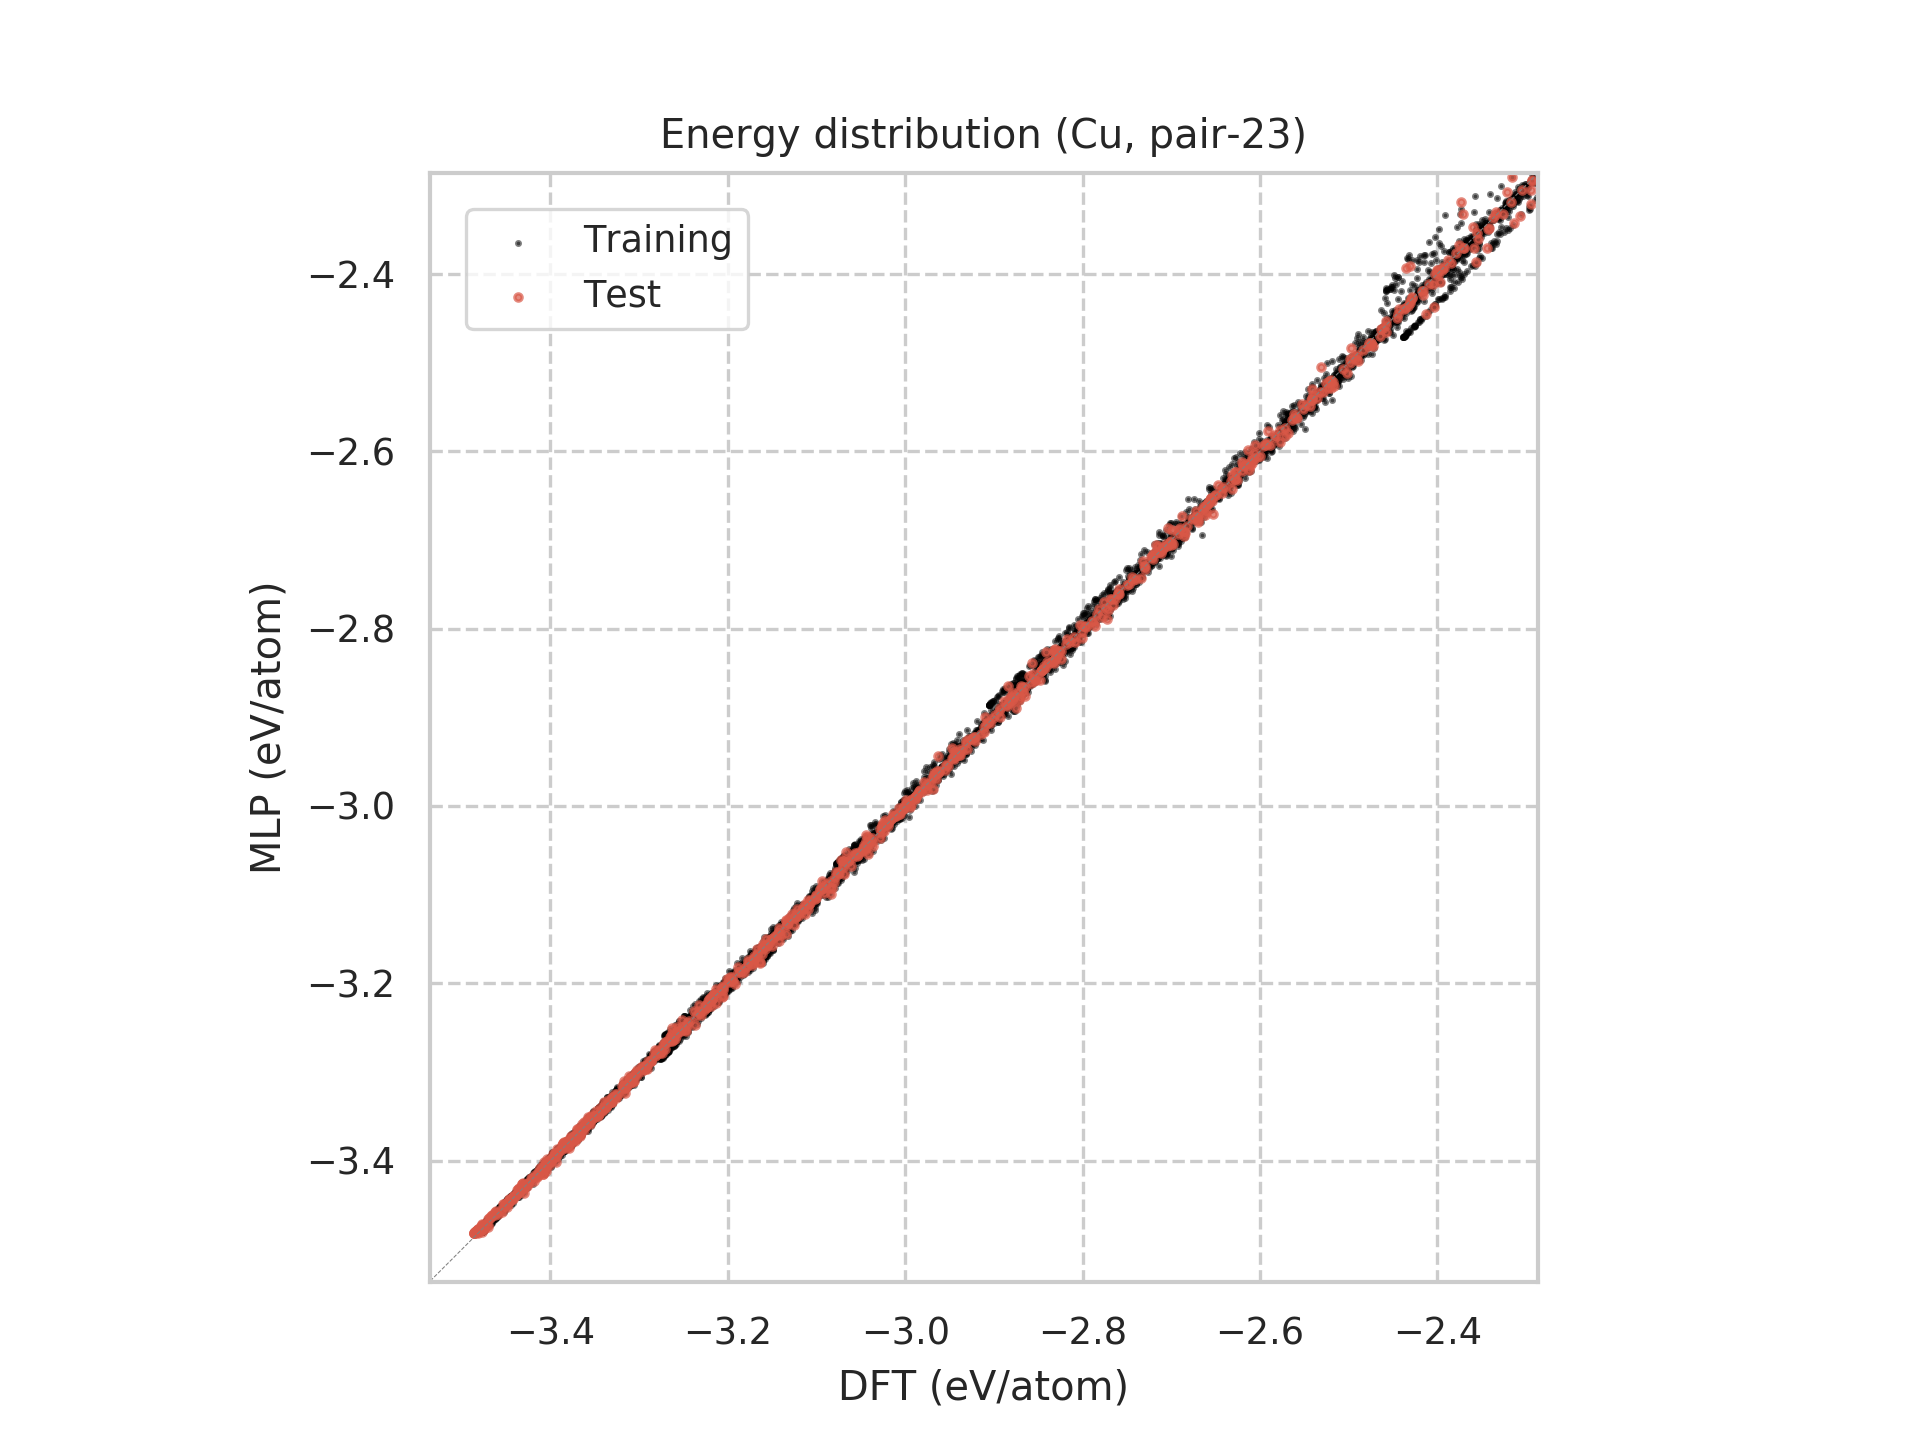 Energy distribution (Cu, pair-23)
Training
Test
−2.4
−2.6
−2.8
−3.0
−3.2
−3.4
MLP (eV/atom)
−3.4 −3.2 −3.0 −2.8 −2.6 −2.4
DFT (eV/atom)